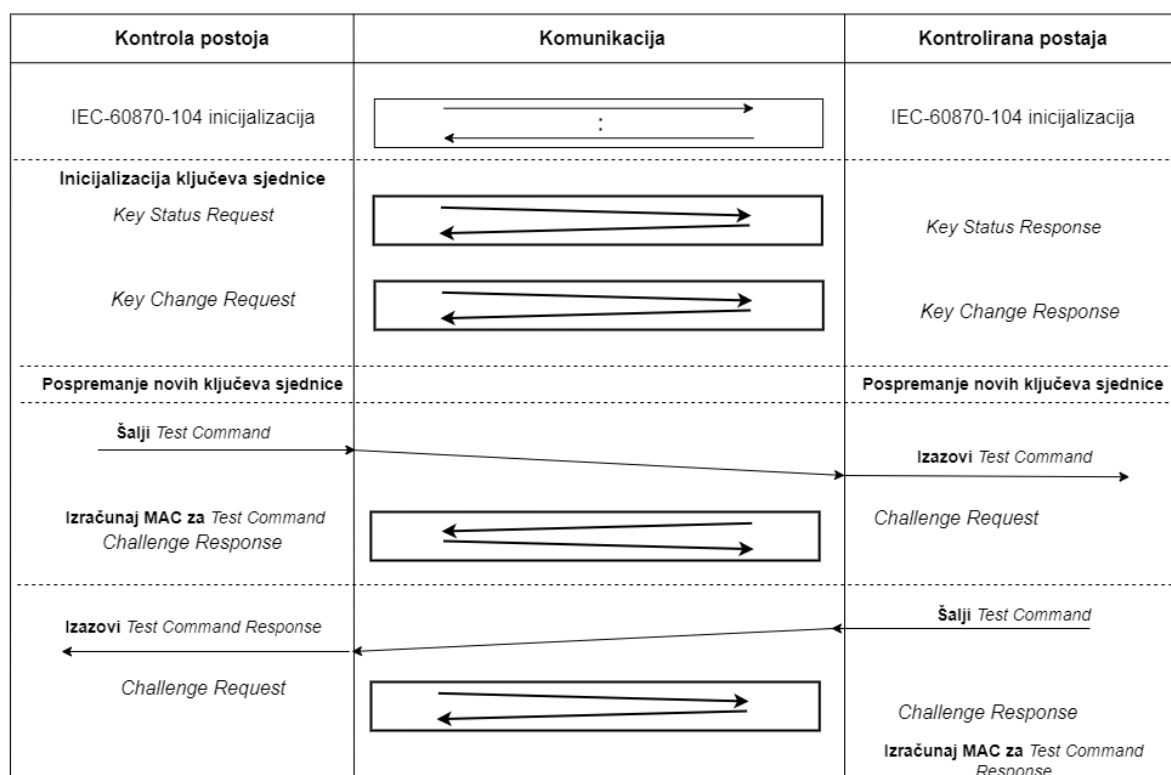 Kontrola postoja
Komunikacija
Kontrolirana postaja
IEC-60870-104 inicijalizacija
:
IEC-60870-104 inicijalizacija
Inicijalizacija ključeva sjednice
Key Status Request
Key Status Response
Key Change Request
Key Change Response
Pospremanje novih ključeva sjednice
Pospremanje novih ključeva sjednice
Šalji Test Command
Izazovi Test Command
Izračunaj MAC za Test Command
Challenge Response
Challenge Request
Izazovi Test Command Response
Šalji Test Command
Challenge Request
Challenge Response
Izračunaj MAC za Test Command
Response